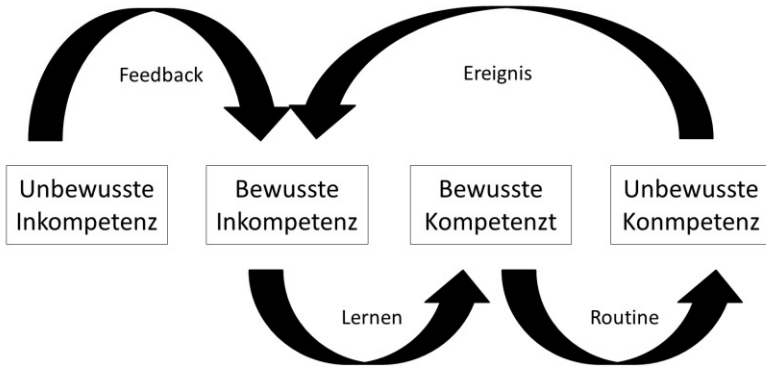 Feedback
Ereignis
Unbewusste
Inkompetenz
Bewusste
Inkompetenz
Bewusste
Kompetenzt
Unbewusste
Konmpetenz
Lernen
Routine